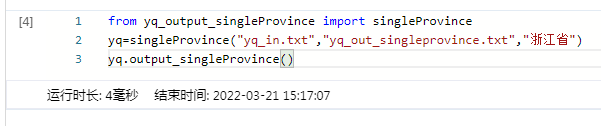 [4]
1 from yq_output_singleProvince import singleProvince
2 yq=singleProvince("yq_in.txt","yq_out_singleprovince.txt","浙江省")
3 yq.output_singleProvince()
运行时长: 4毫秒 结束时间: 2022-03-21 15:17:07